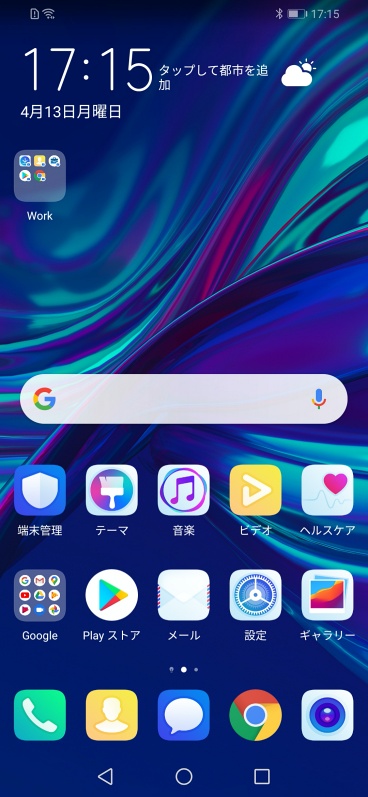 17:15
17:15
タップして都市を追
加
4月13日月曜日
Work
端末管理
テーマ
音楽
ビデオ
ヘルスケア
Google
Play ストア
メール
設定
ギャラリー